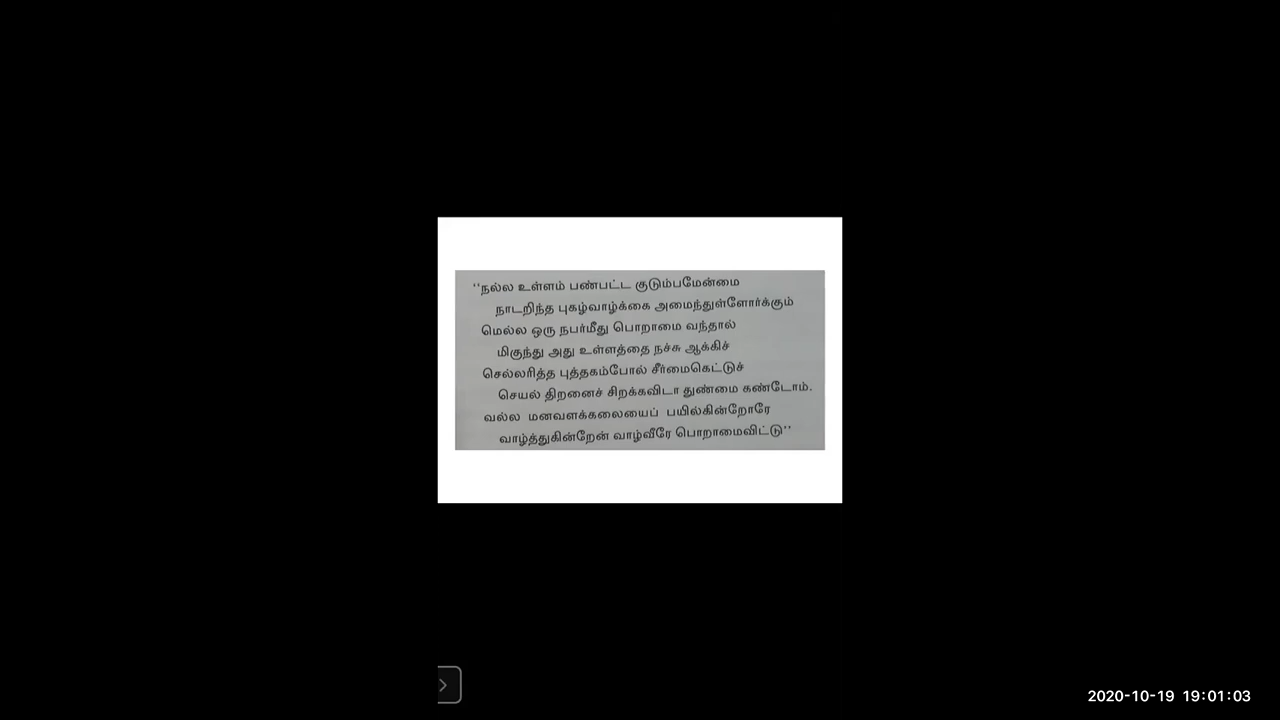 ‘‘நல்ல உள்ளம் பண்பட்ட குடும்பமேன்மை
நாடறிந்த புகழ்வாழ்க்கை அமைந்துள்ளோர்க்கும்
மெல்ல ஒரு நபர்மீது பொறாமை வந்தால்
மிகுந்து அது உள்ளத்தை நச்சு ஆக்கிச்
செல்லரித்த புத்தகம்போல் சீர்மைகெட்டுச்
செயல் திறனைச் சிறக்கவிடா துண்மை கண்டோம்.
வல்ல மனவளக்கலையைப் பயில்கின்றோரே
வாழ்த்துகின்றேன் வாழ்வீரே பொறாமைவிட்டு’’
2020-10-19 19:01:03